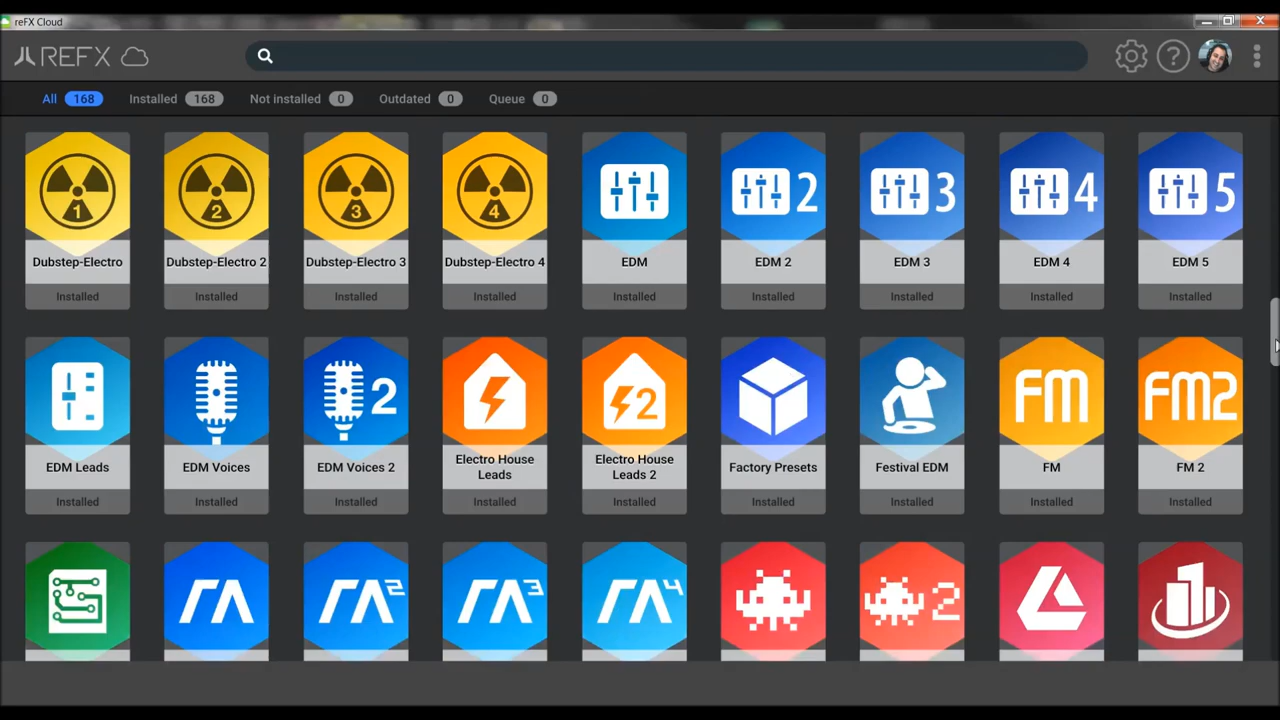 reFX Cloud
REFX
All 168 Installed 168 Not installed 0 Outdated 0 Queue 0
1 2 3 4 2 3 4 5
Dubstep-Electro Dubstep-Electro 2 Dubstep-Electro 3 Dubstep-Electro 4 EDM EDM 2 EDM 3 EDM 4 EDM 5
Installed Installed Installed Installed Installed Installed Installed Installed Installed
2 2 FM FM2
EDM Leads EDM Voices EDM Voices 2 Electro House Leads Electro House Leads 2 Factory Presets Festival EDM FM FM 2
Installed Installed Installed Installed Installed Installed Installed Installed Installed
2 3 4 2